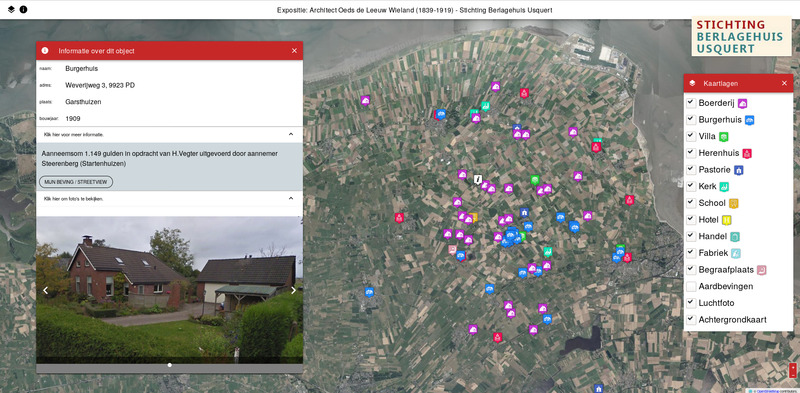 Expositie: Architect Oeds de Leeuw Wieland (1839-1919) - Stichting Berlagehuis Usquert
STICHTING
BERLAGEHUIS
USQUERT
Informatie over dit object
naam: Burgerhuis
adres: Weverijweg 3, 9923 PD
plaats: Garsthuizen
bouwjaar: 1909
Klik hier voor meer informatie.
Aanneemsom 1.149 gulden in opdracht van H.Vegter uitgevoerd door aannemer
Steerenberg (Startenhuizen)
MIJN BEVING / STREETVIEW
Klik hier om foto's te bekijken.
Kaartlagen
Boerderij
Burgerhuis
Villa
Herenhuis
Pastorie
Kerk
School
Hotel
Handel
Fabriek
Begraafplaats
Aardbevingen
Luchtfoto
Achtergrondkaart
© OpenStreetMap contributors.